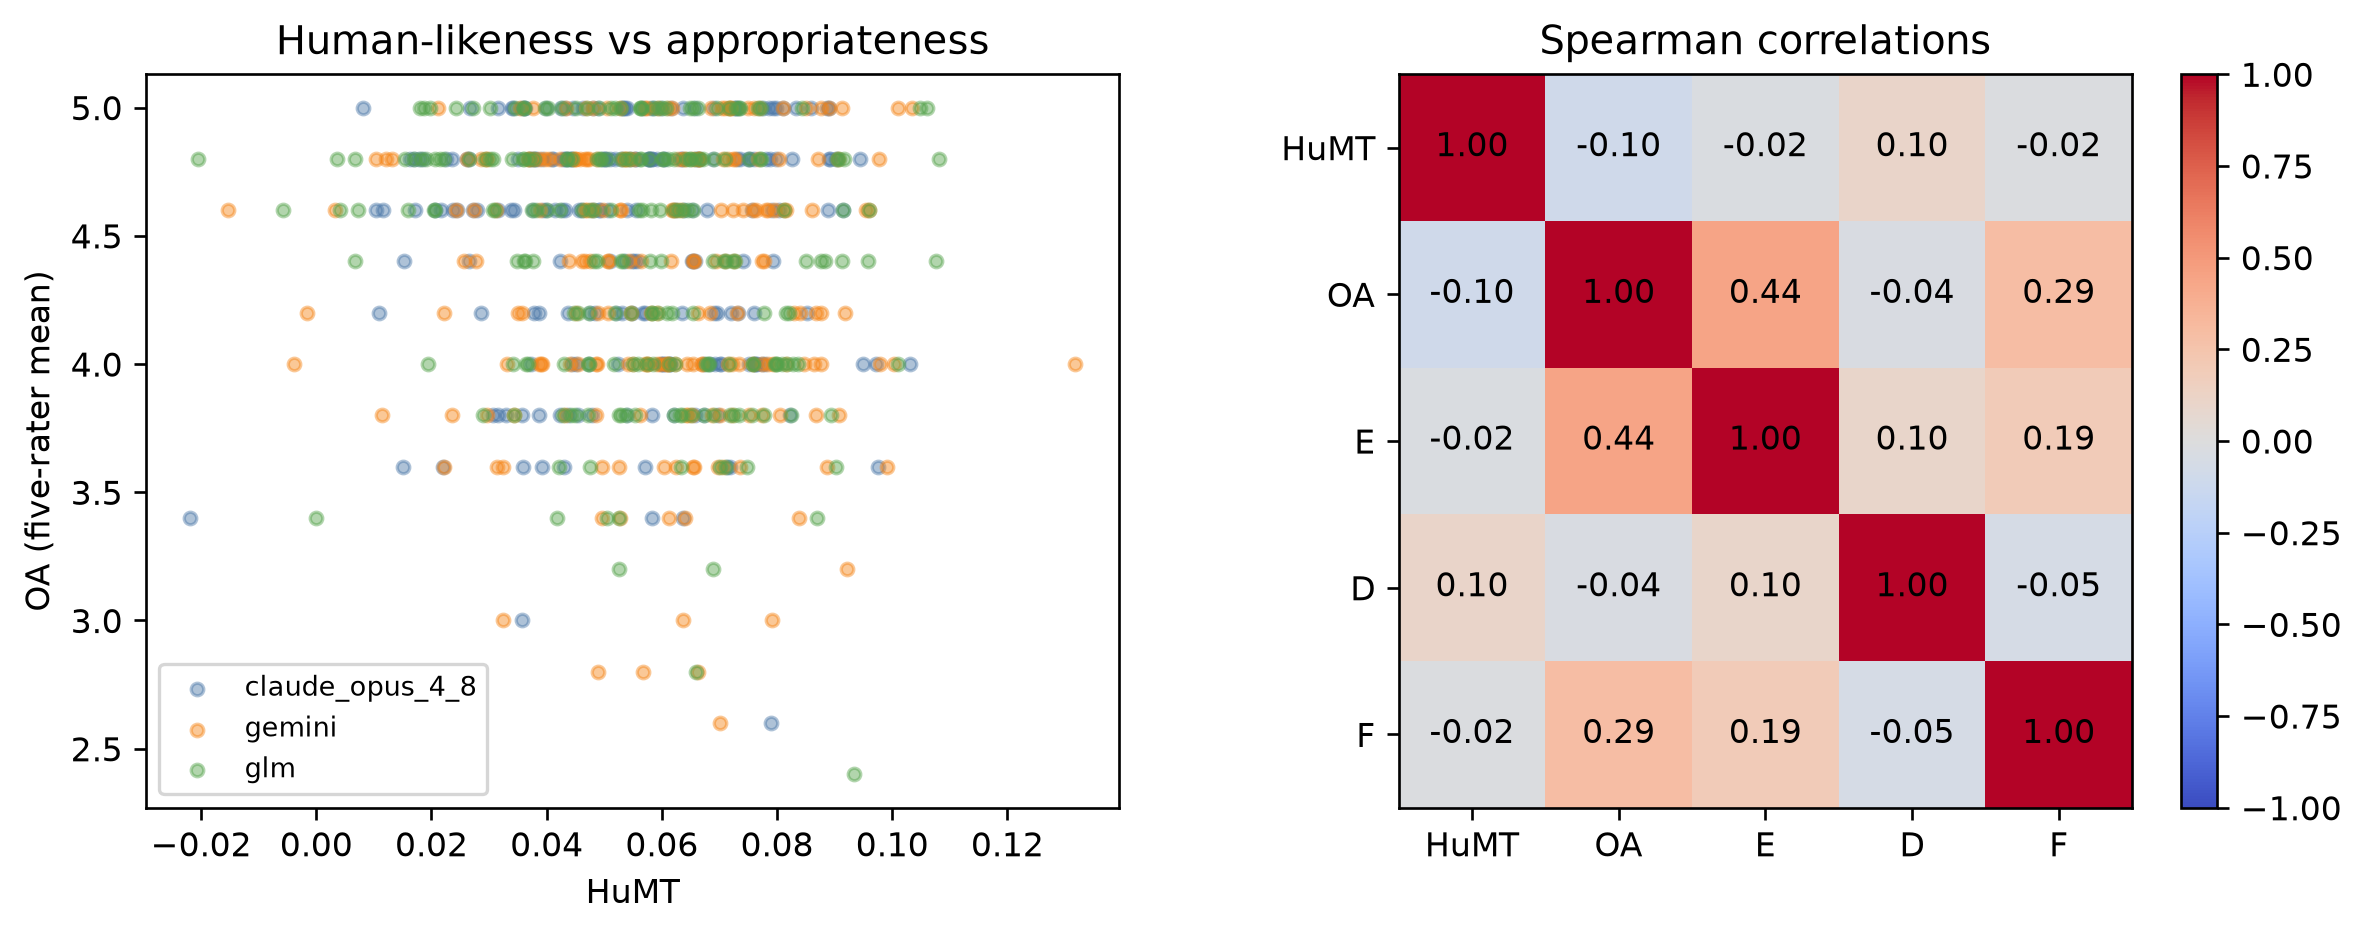 Human-likeness vs appropriateness
OA (five-rater mean)
5.0
4.5
4.0
3.5
3.0
2.5
claude_opus_4_8
gemini
glm
−0.02 0.00 0.02 0.04 0.06 0.08 0.10 0.12
HuMT
Spearman correlations
HuMT 1.00 -0.10 -0.02 0.10 -0.02
OA -0.10 1.00 0.44 -0.04 0.29
E -0.02 0.44 1.00 0.10 0.19
D 0.10 -0.04 0.10 1.00 -0.05
F -0.02 0.29 0.19 -0.05 1.00
HuMT OA E D F
1.00
0.75
0.50
0.25
0.00
−0.25
−0.50
−0.75
−1.00